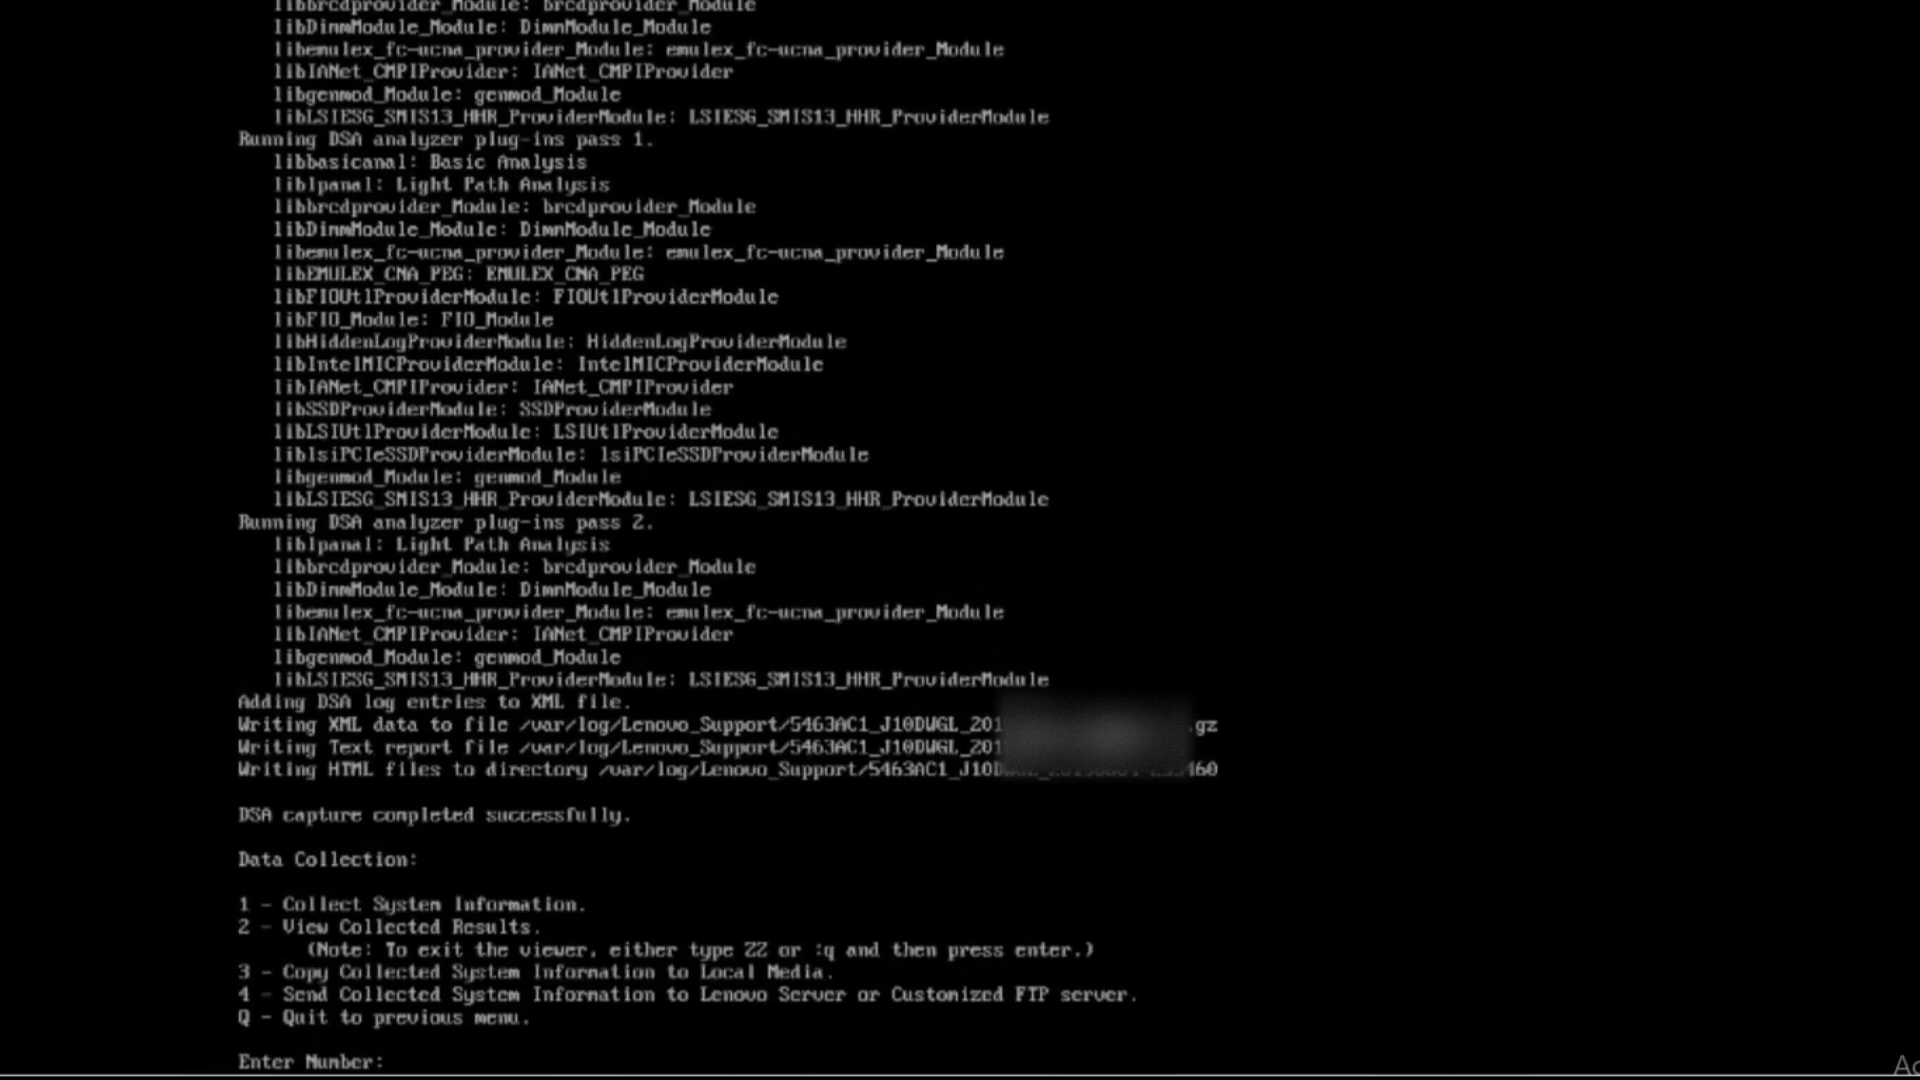 libbrcdprovider_Module: brcdprovider_Module
libDimmModule_Module: DimmModule_Module
libemulex_fc-ucna_provider_Module: emulex_fc-ucna_provider_Module
libIANet_CMPIProvider: IANet_CMPIProvider
libgenmod_Module: genmod_Module
libLSIESG_SMIS13_HHR_ProviderModule: LSIESG_SMIS13_HHR_ProviderModule
Running DSA analyzer plug-ins pass 1.
libbasicanal: Basic Analysis
liblpanal: Light Path Analysis
libbrcdprovider_Module: brcdprovider_Module
libDimmModule_Module: DimmModule_Module
libemulex_fc-ucna_provider_Module: emulex_fc-ucna_provider_Module
libEMULEX_CNA_PEG: EMULEX_CNA_PEG
libFIOUtlProviderModule: FIOUtlProviderModule
libFIO_Module: FIO_Module
libHiddenLogProviderModule: HiddenLogProviderModule
libIntelMICProviderModule: IntelMICProviderModule
libIANet_CMPIProvider: IANet_CMPIProvider
libSSDProviderModule: SSDProviderModule
libLSIUtlProviderModule: LSIUtlProviderModule
liblsiPCIeSSDProviderModule: lsiPCIeSSDProviderModule
libgenmod_Module: genmod_Module
libLSIESG_SMIS13_HHR_ProviderModule: LSIESG_SMIS13_HHR_ProviderModule
Running DSA analyzer plug-ins pass 2.
liblpanal: Light Path Analysis
libbrcdprovider_Module: brcdprovider_Module
libDimmModule_Module: DimmModule_Module
libemulex_fc-ucna_provider_Module: emulex_fc-ucna_provider_Module
libIANet_CMPIProvider: IANet_CMPIProvider
libgenmod_Module: genmod_Module
libLSIESG_SMIS13_HHR_ProviderModule: LSIESG_SMIS13_HHR_ProviderModule
Adding DSA log entries to XML file.
Writing XML data to file /var/log/Lenovo_Support/5463AC1_J10DWGL_201 .gz
Writing Text report file /var/log/Lenovo_Support/5463AC1_J10DWGL_201
Writing HTML files to directory /var/log/Lenovo_Support/5463AC1_J10D 460
DSA capture completed successfully.
Data Collection:
1 - Collect System Information.
2 - View Collected Results.
(Note: To exit the viewer, either type ZZ or :q and then press enter.)
3 - Copy Collected System Information to Local Media.
4 - Send Collected System Information to Lenovo Server or Customized FTP server.
Q - Quit to previous menu.
Enter Number:
Ac